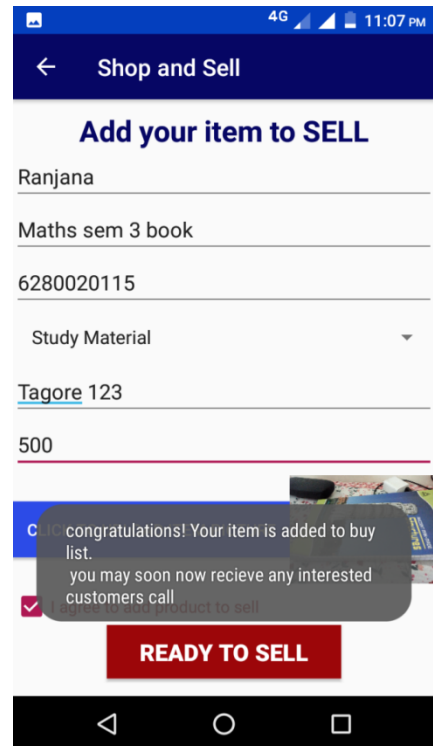 4G 11:07 PM
Shop and Sell
Add your item to SELL
Ranjana
Maths sem 3 book
6280020115
Study Material
Tagore 123
500
congratulations! Your item is added to buy
list.
you may soon now recieve any interested
customers call
I agree to add product to sell
READY TO SELL